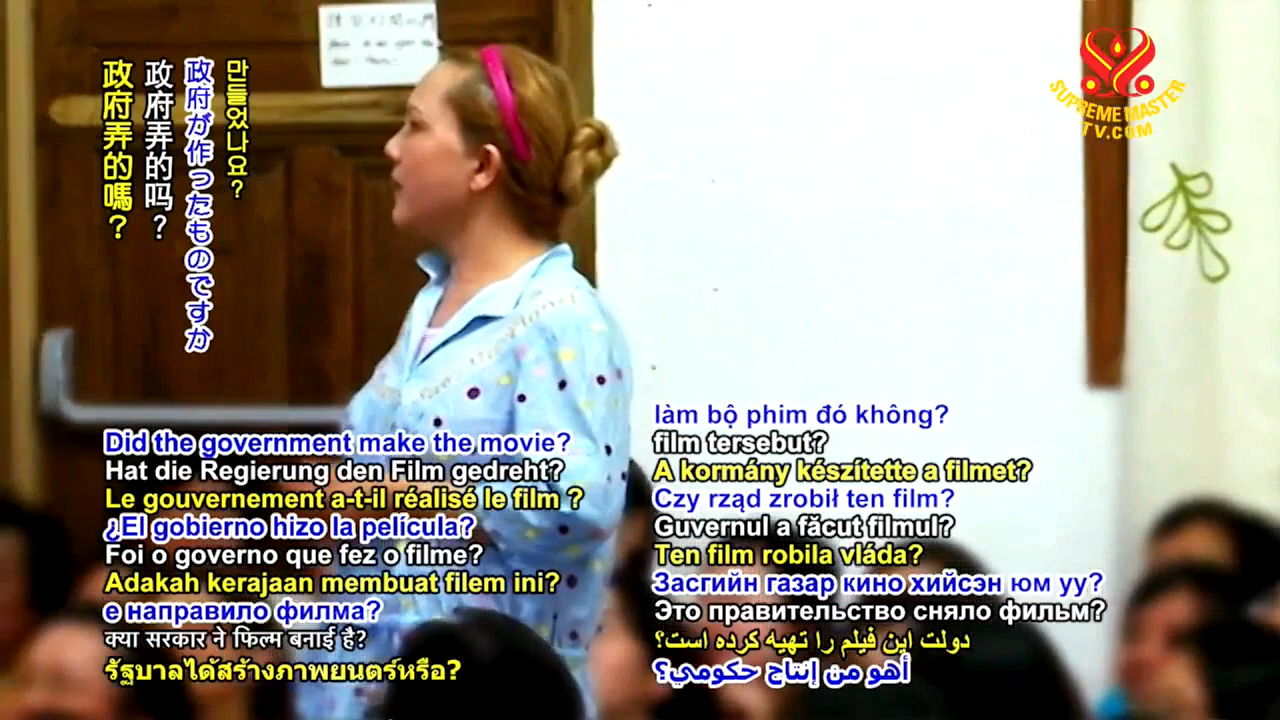 만들었나요?
政府が作ったものですか
政府弄的吗？
政府弄的嗎？
SUPREME MASTER
TV.COM
Did the government make the movie?
Hat die Regierung den Film gedreht?
Le gouvernement a-t-il réalisé le film ?
¿El gobierno hizo la película?
Foi o governo que fez o filme?
Adakah kerajaan membuat filem ini?
е направило филма?
क्या सरकार ने फिल्म बनाई है?
รัฐบาลได้สร้างภาพยนตร์หรือ?
làm bộ phim đó không?
film tersebut?
A kormány készítette a filmet?
Czy rząd zrobił ten film?
Guvernul a făcut filmul?
Ten film robila vláda?
Засгийн газар кино хийсэн юм уу?
Это правительство сняло фильм?
دولت این فیلم را تهیه کرده است؟
أهو من إنتاج حكومي؟